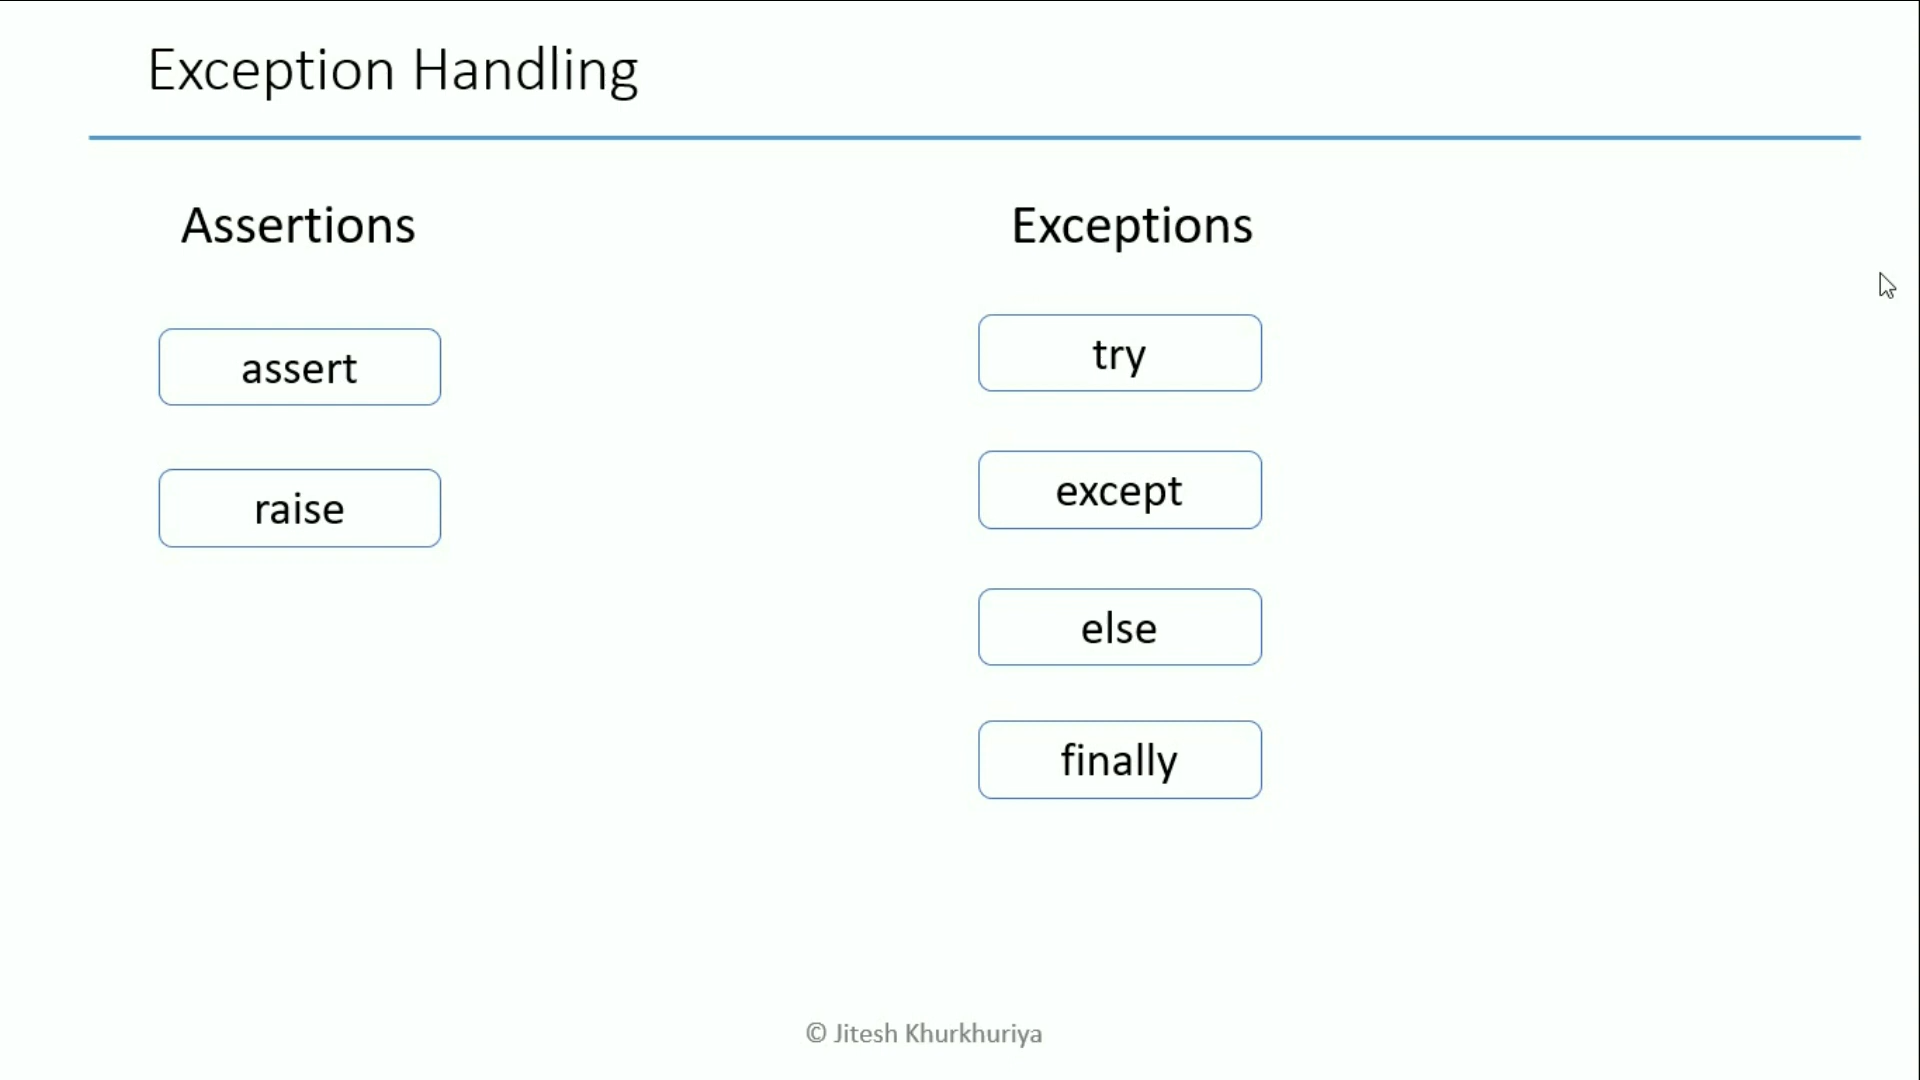 Exception Handling
Assertions
assert
raise
Exceptions
try
except
else
finally
© Jitesh Khurkhuriya